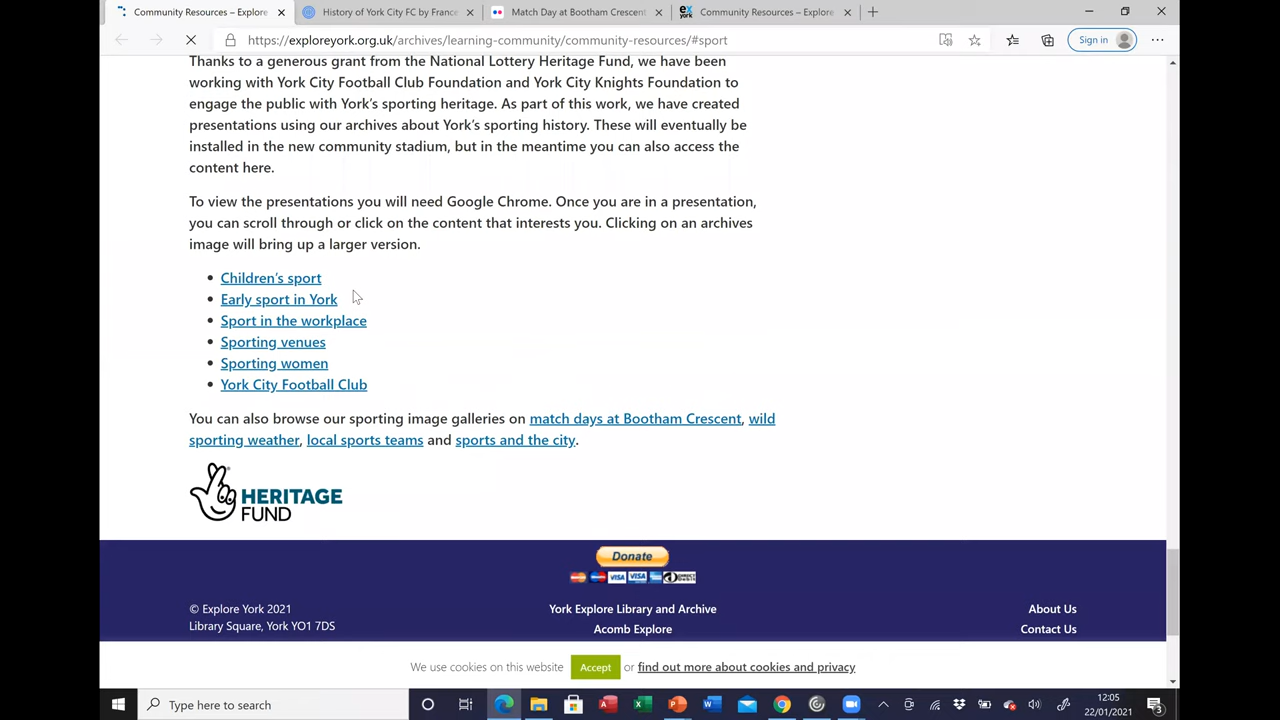 Community Resources – Explore
History of York City FC by France
Match Day at Bootham Crescent
ex york
Community Resources – Explore
https://exploreyork.org.uk/archives/learning-community/community-resources/#sport
Sign in
Thanks to a generous grant from the National Lottery Heritage Fund, we have been
working with York City Football Club Foundation and York City Knights Foundation to
engage the public with York's sporting heritage. As part of this work, we have created
presentations using our archives about York's sporting history. These will eventually be
installed in the new community stadium, but in the meantime you can also access the
content here.
To view the presentations you will need Google Chrome. Once you are in a presentation,
you can scroll through or click on the content that interests you. Clicking on an archives
image will bring up a larger version.
• Children's sport
• Early sport in York
• Sport in the workplace
• Sporting venues
• Sporting women
• York City Football Club
You can also browse our sporting image galleries on match days at Bootham Crescent, wild
sporting weather, local sports teams and sports and the city.
HERITAGE
FUND
Donate
VISA VISA
© Explore York 2021
Library Square, York YO1 7DS
York Explore Library and Archive
Acomb Explore
About Us
Contact Us
We use cookies on this website Accept or find out more about cookies and privacy
Type here to search
12:05
22/01/2021
3